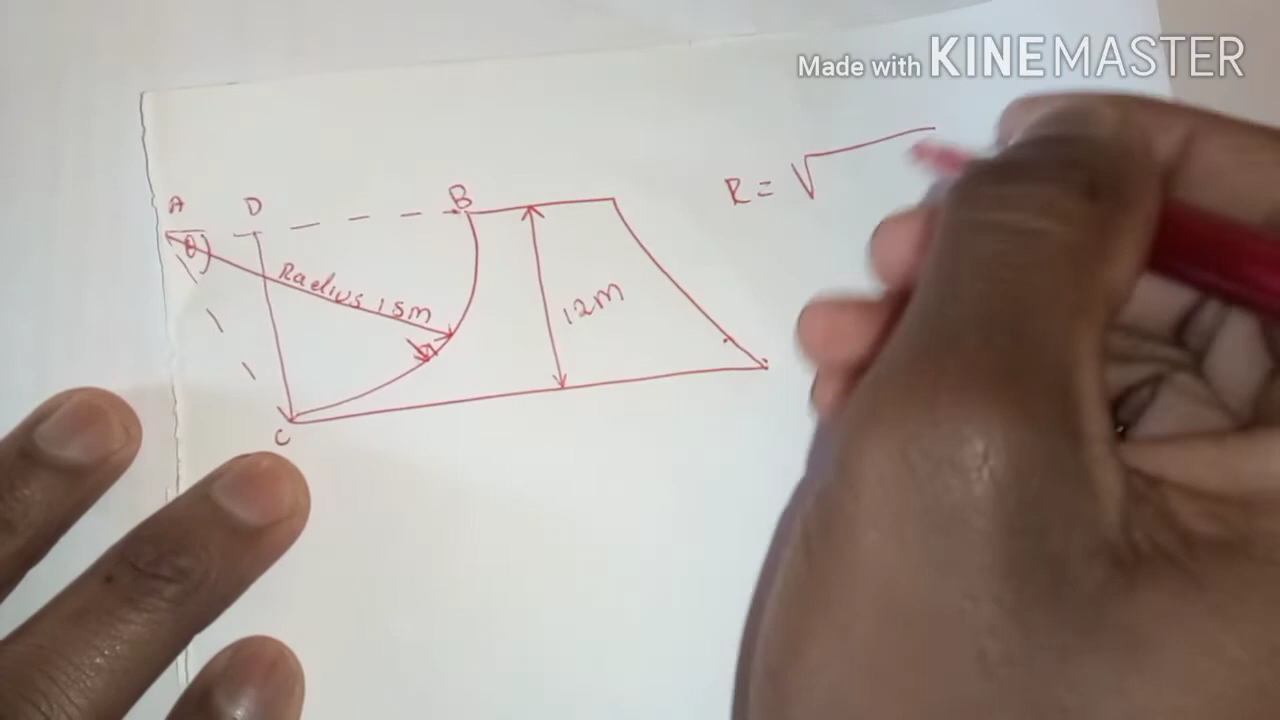 Made with KINEMASTER
R = √
A D B
θ
Radius 15m
12m
C